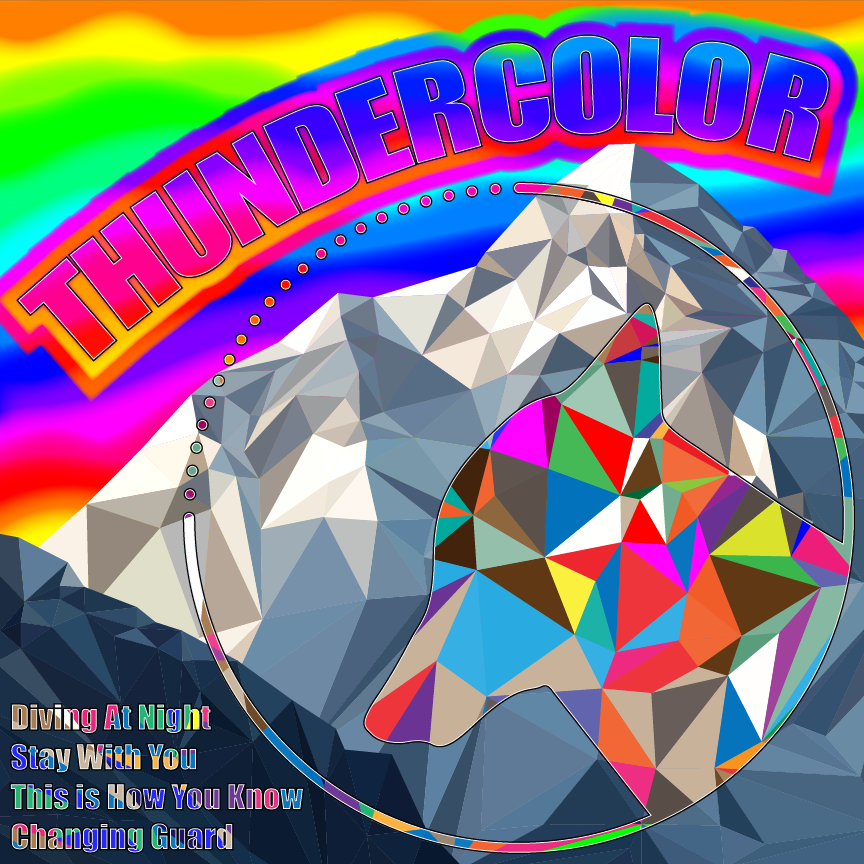 THUNDERCOLOR
Diving At Night
Stay With You
This is How You Know
Changing Guard